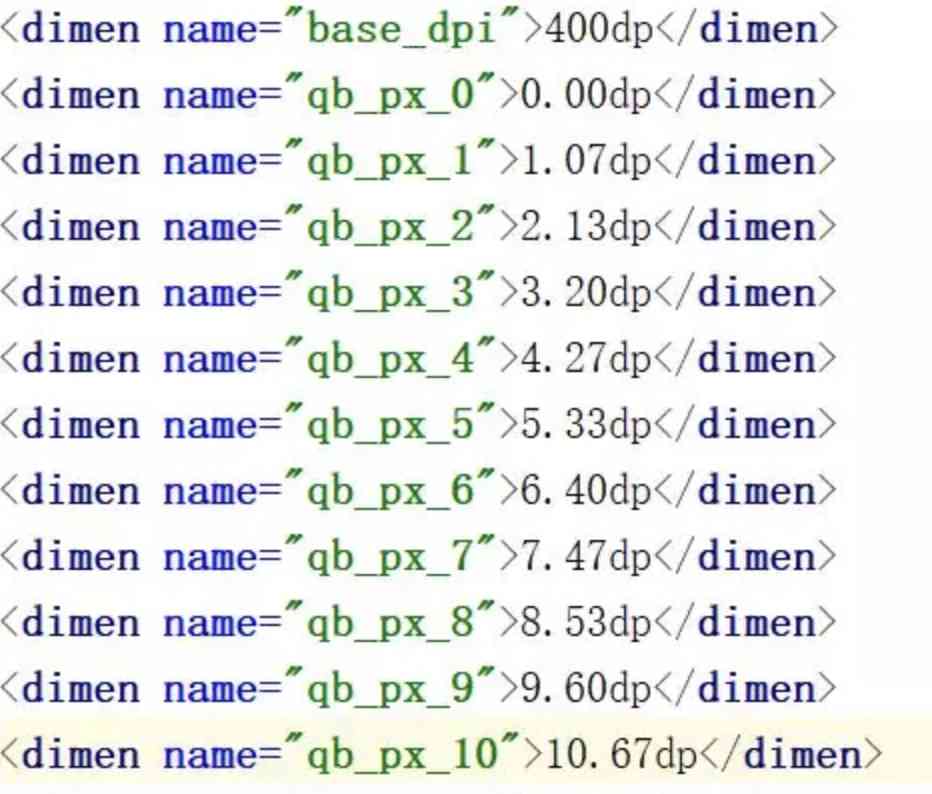 <dimen name="base_dpi">400dp</dimen>
<dimen name="qb_px_0">0.00dp</dimen>
<dimen name="qb_px_1">1.07dp</dimen>
<dimen name="qb_px_2">2.13dp</dimen>
<dimen name="qb_px_3">3.20dp</dimen>
<dimen name="qb_px_4">4.27dp</dimen>
<dimen name="qb_px_5">5.33dp</dimen>
<dimen name="qb_px_6">6.40dp</dimen>
<dimen name="qb_px_7">7.47dp</dimen>
<dimen name="qb_px_8">8.53dp</dimen>
<dimen name="qb_px_9">9.60dp</dimen>
<dimen name="qb_px_10">10.67dp</dimen>